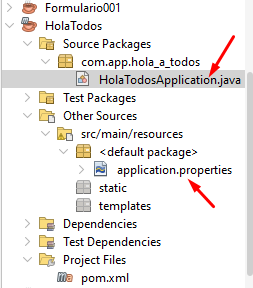 Formulario001
HolaTodos
Source Packages
com.app.hola_a_todos
HolaTodosApplication.java
Test Packages
Other Sources
src/main/resources
<default package>
application.properties
static
templates
Dependencies
Test Dependencies
Project Files
pom.xml